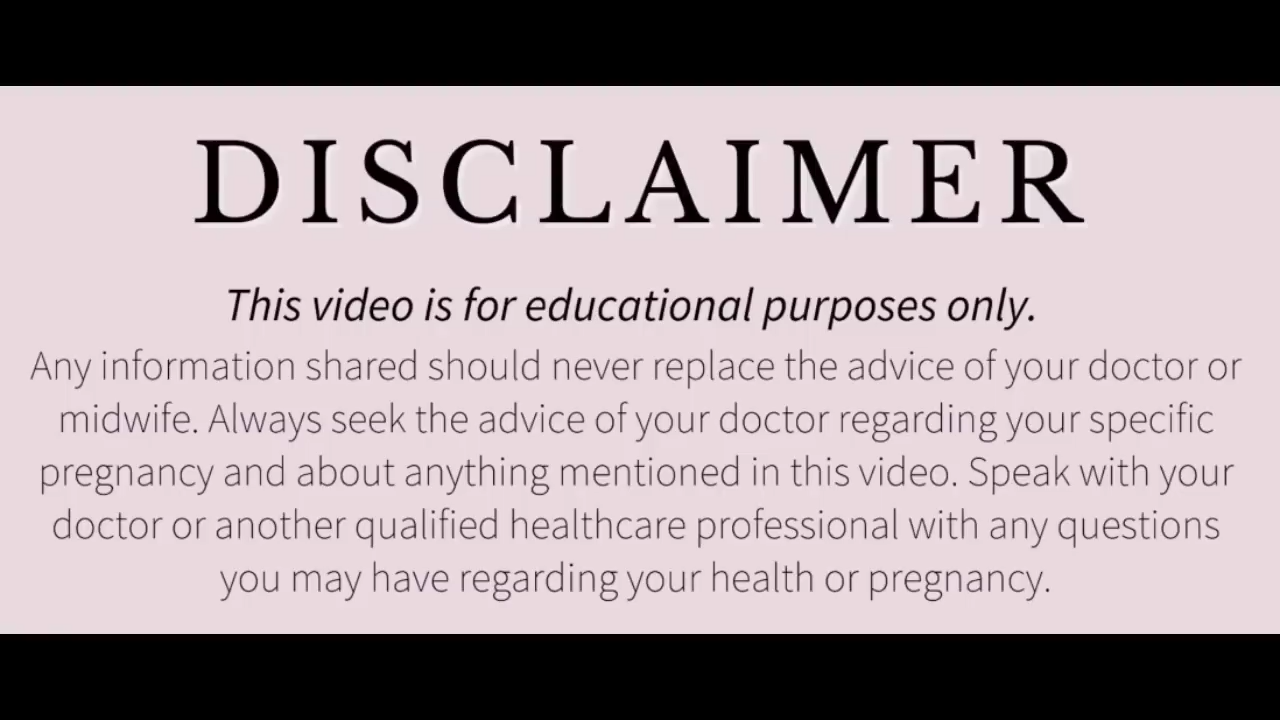 DISCLAIMER
This video is for educational purposes only.
Any information shared should never replace the advice of your doctor or
midwife. Always seek the advice of your doctor regarding your specific
pregnancy and about anything mentioned in this video. Speak with your
doctor or another qualified healthcare professional with any questions
you may have regarding your health or pregnancy.